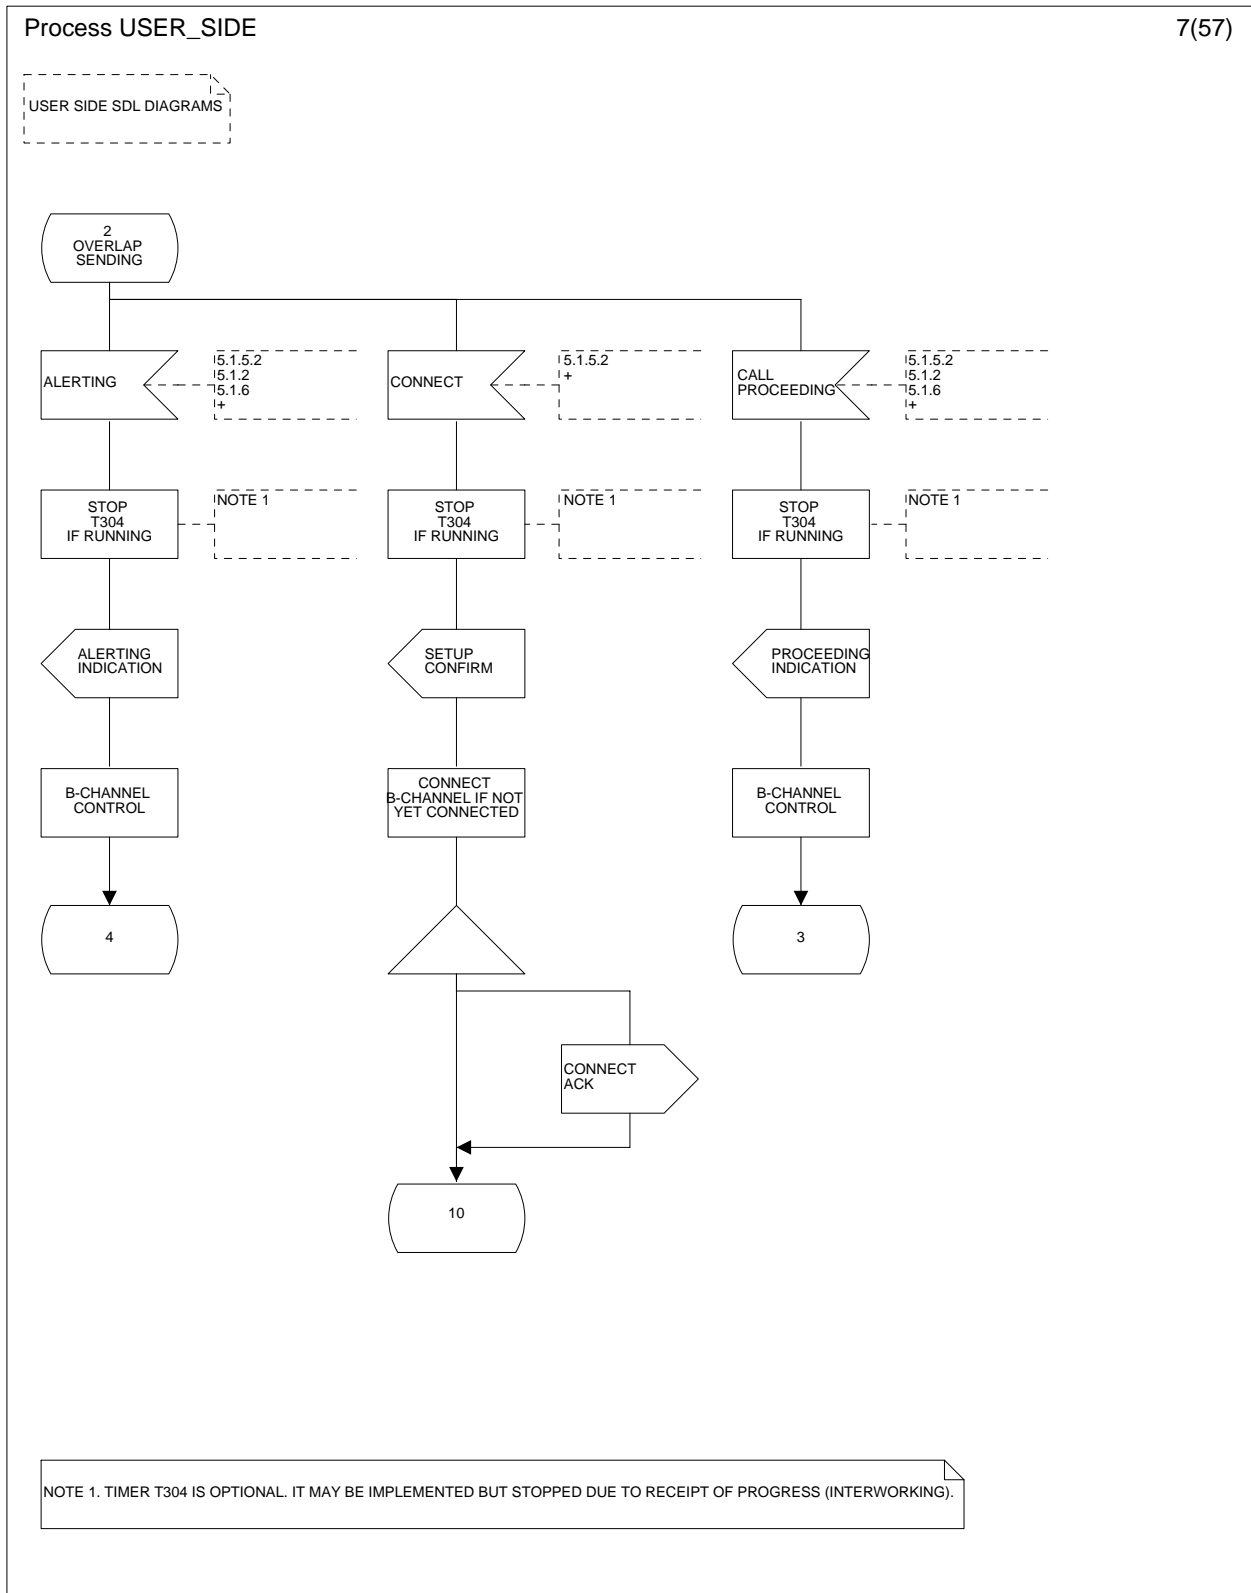 Process USER_SIDE
7(57)
USER SIDE SDL DIAGRAMS
2
OVERLAP
SENDING
ALERTING
5.1.5.2
5.1.2
5.1.6
+
CONNECT
5.1.5.2
+
CALL
PROCEEDING
5.1.5.2
5.1.2
5.1.6
+
STOP
T304
IF RUNNING
NOTE 1
STOP
T304
IF RUNNING
NOTE 1
STOP
T304
IF RUNNING
NOTE 1
ALERTING
INDICATION
SETUP
CONFIRM
PROCEEDING
INDICATION
B-CHANNEL
CONTROL
CONNECT
B-CHANNEL IF NOT
YET CONNECTED
B-CHANNEL
CONTROL
4
3
CONNECT
ACK
10
NOTE 1. TIMER T304 IS OPTIONAL. IT MAY BE IMPLEMENTED BUT STOPPED DUE TO RECEIPT OF PROGRESS (INTERWORKING).